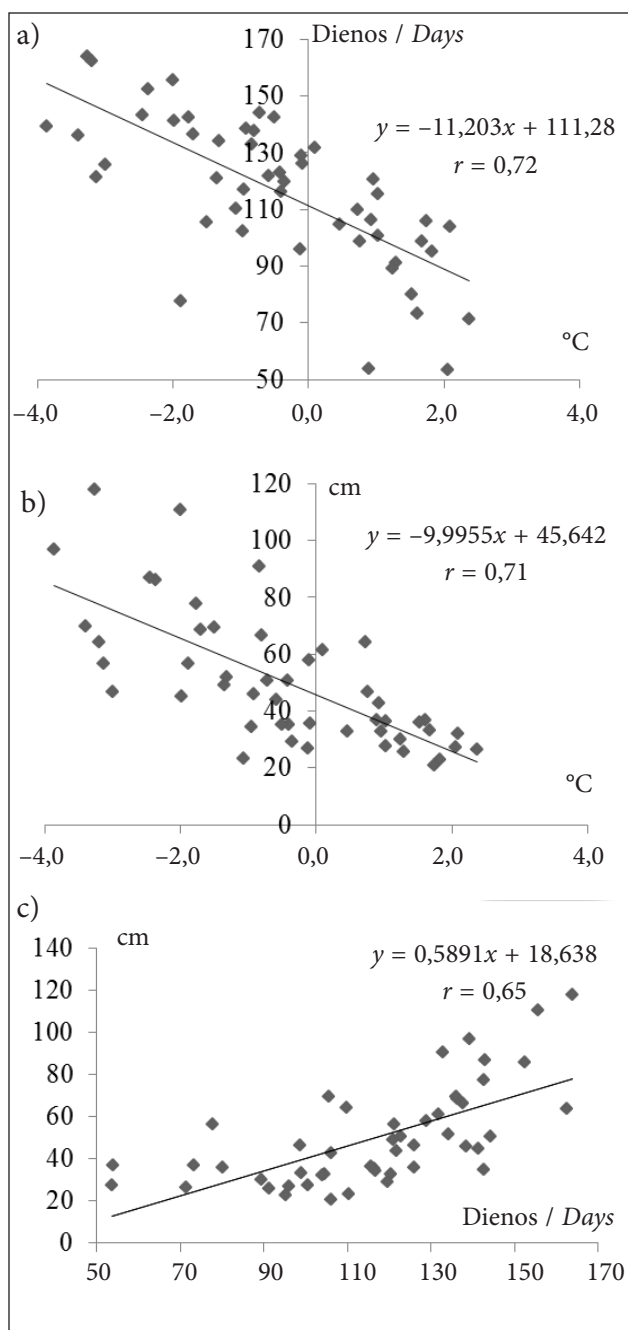 a)
Dienos / Days
170
150
130
110
90
70
50
y = –11,203x + 111,28
r = 0,72
°C
–4,0 –2,0 0,0 2,0 4,0
b)
cm
120
100
80
60
40
20
0
y = –9,9955x + 45,642
r = 0,71
°C
–4,0 –2,0 0,0 2,0 4,0
c)
cm
140
120
100
80
60
40
20
0
y = 0,5891x + 18,638
r = 0,65
Dienos / Days
50 70 90 110 130 150 170